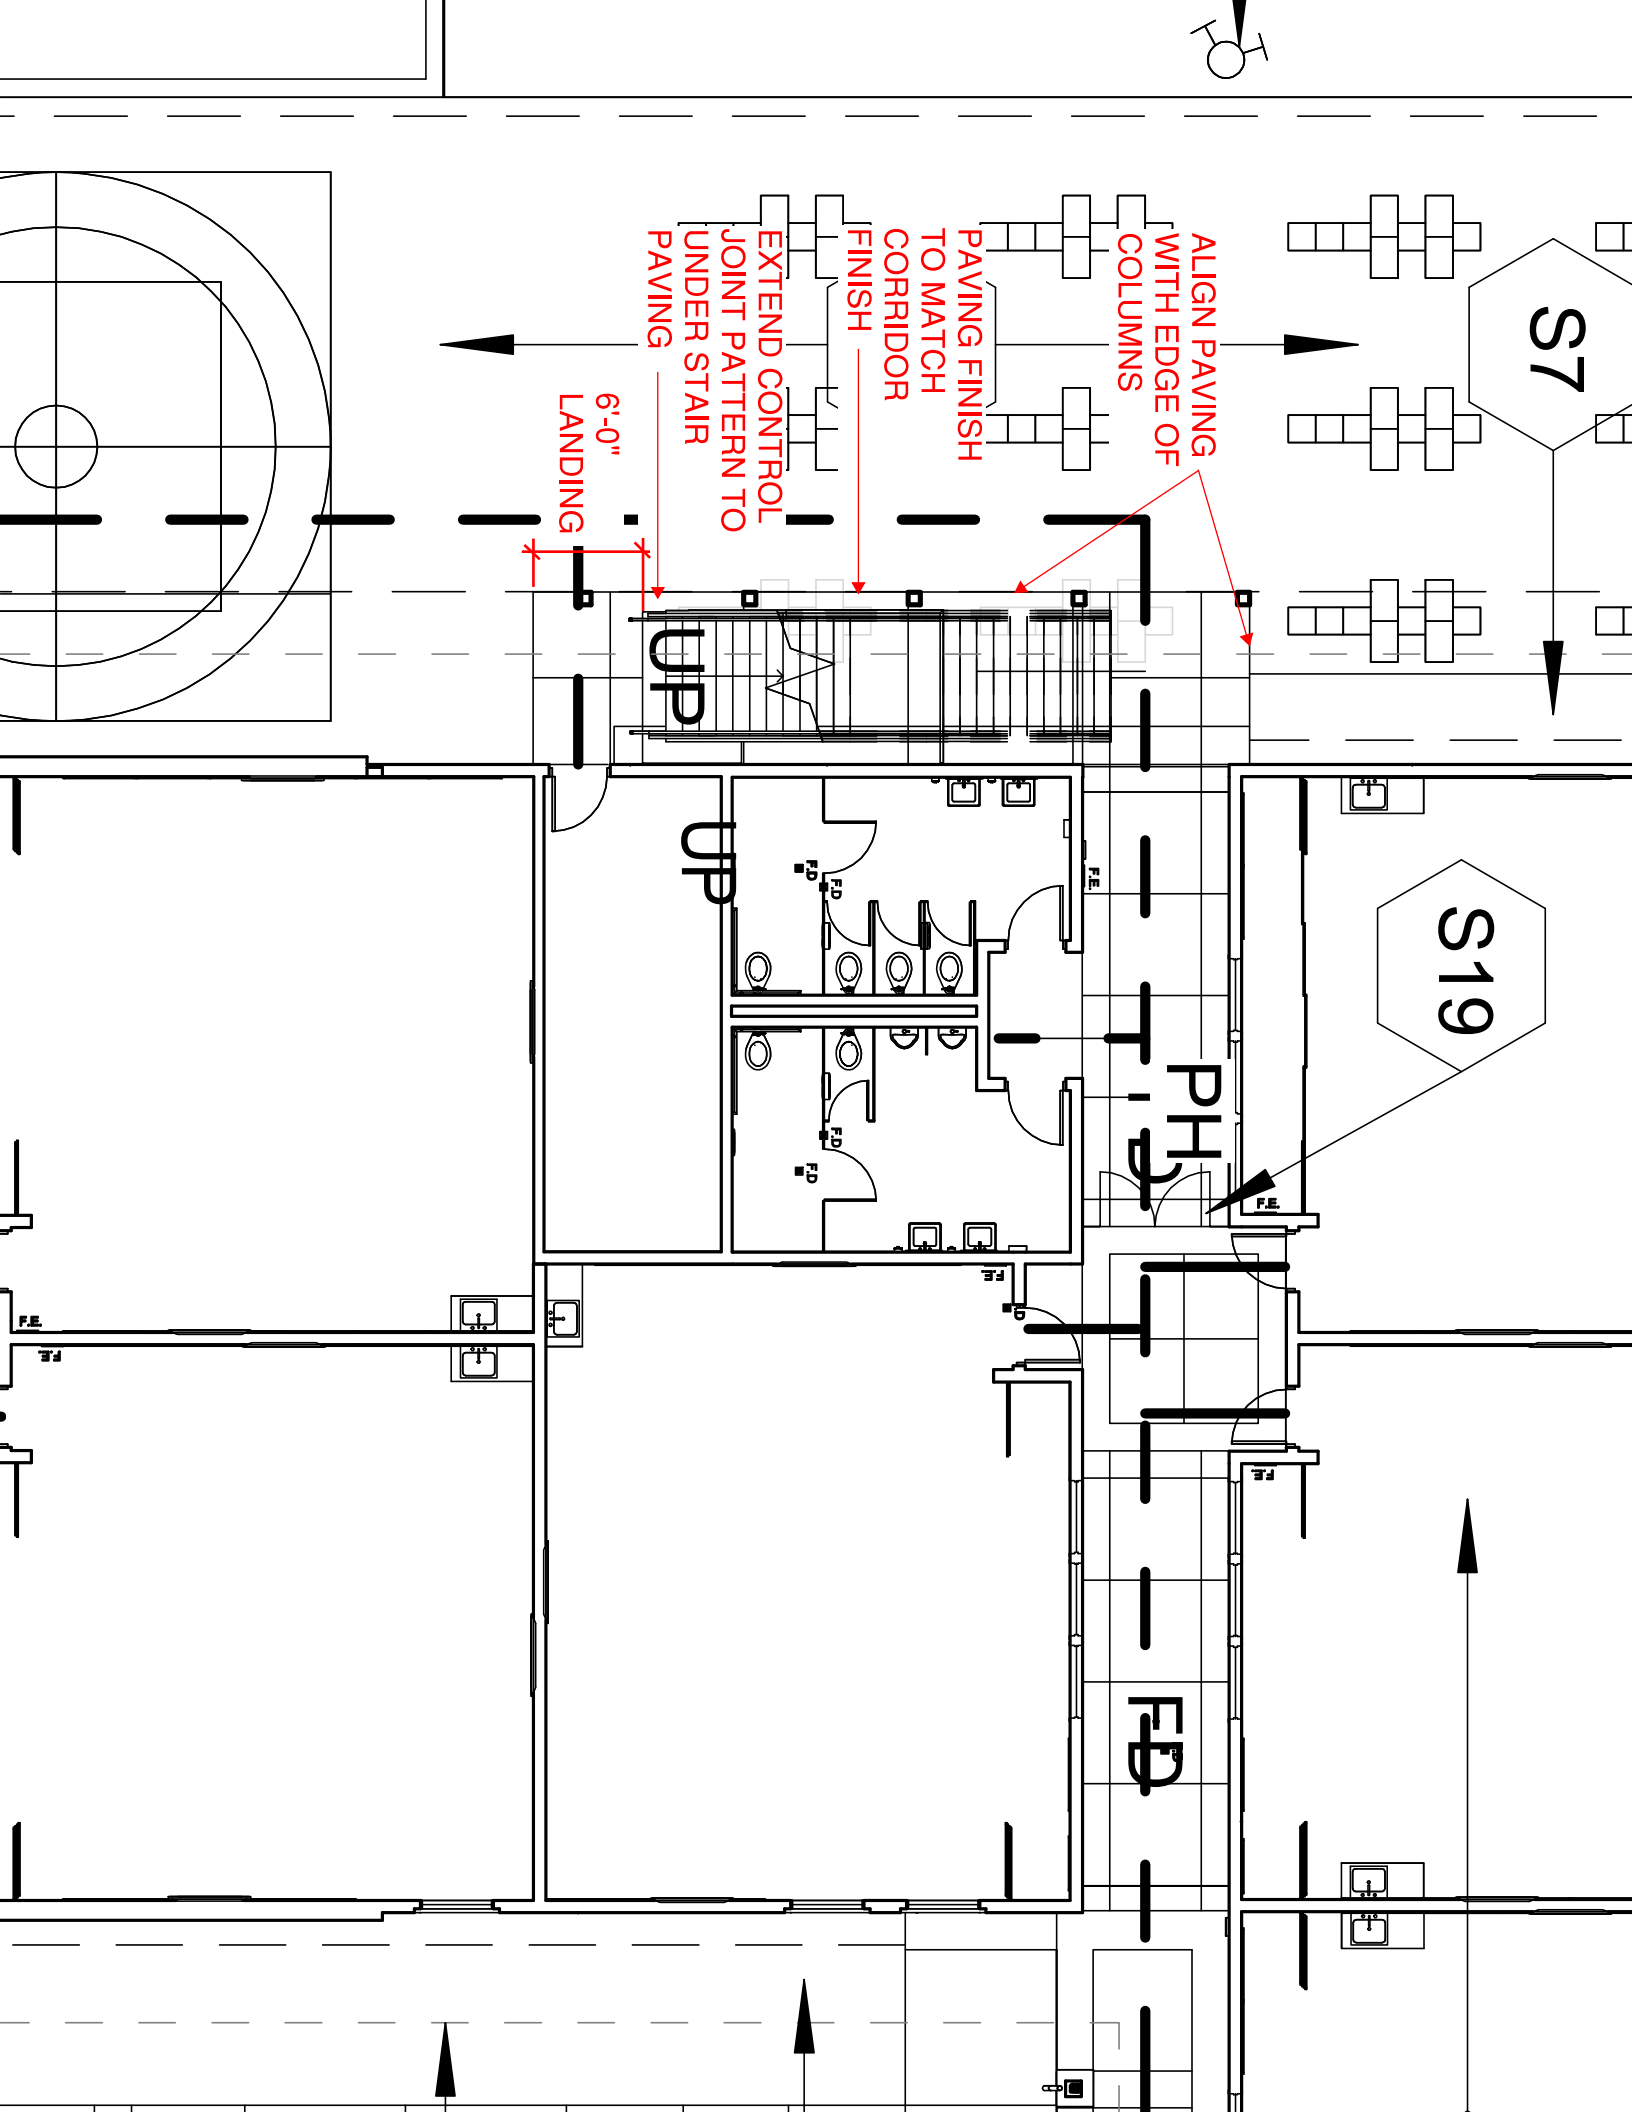 S7
ALIGN PAVING
WITH EDGE OF
COLUMNS
PAVING FINISH
TO MATCH
CORRIDOR
FINISH
EXTEND CONTROL
JOINT PATTERN TO
UNDER STAIR
PAVING
6'-0"
LANDING
UP
UP
S19
F.D
F.D
F.E.
PH
D
F.D
F.D
F.E.
F.E
F.D
F.E.
F.E
F.E
FD
F.D